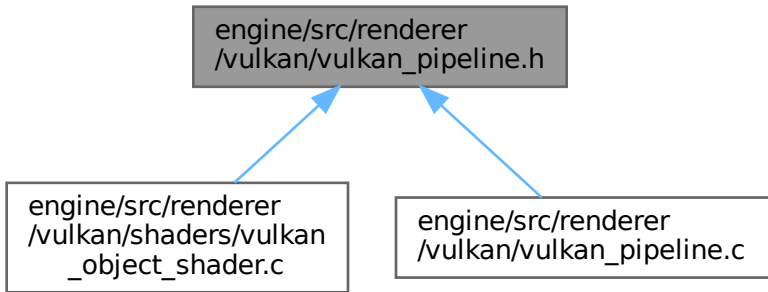 engine/src/renderer
/vulkan/vulkan_pipeline.h
engine/src/renderer
/vulkan/shaders/vulkan
_object_shader.c
engine/src/renderer
/vulkan/vulkan_pipeline.c